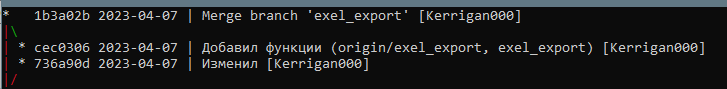 * 1b3a02b 2023-04-07 | Merge branch 'exel_export' [Kerrigan000]
|\
| * cec0306 2023-04-07 | Добавил функции (origin/exel_export, exel_export) [Kerrigan000]
| * 736a90d 2023-04-07 | Изменил [Kerrigan000]
|/